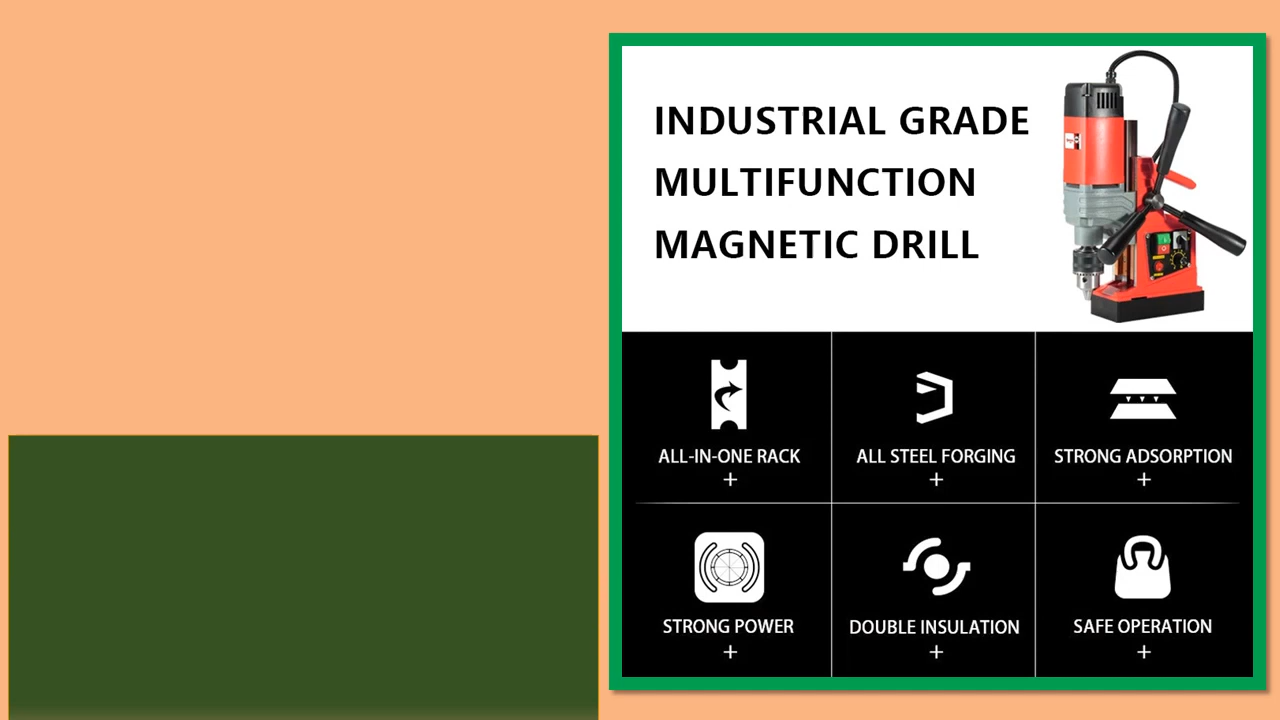 INDUSTRIAL GRADE
MULTIFUNCTION
MAGNETIC DRILL
ALL-IN-ONE RACK
+
ALL STEEL FORGING
+
STRONG ADSORPTION
+
STRONG POWER
+
DOUBLE INSULATION
+
SAFE OPERATION
+